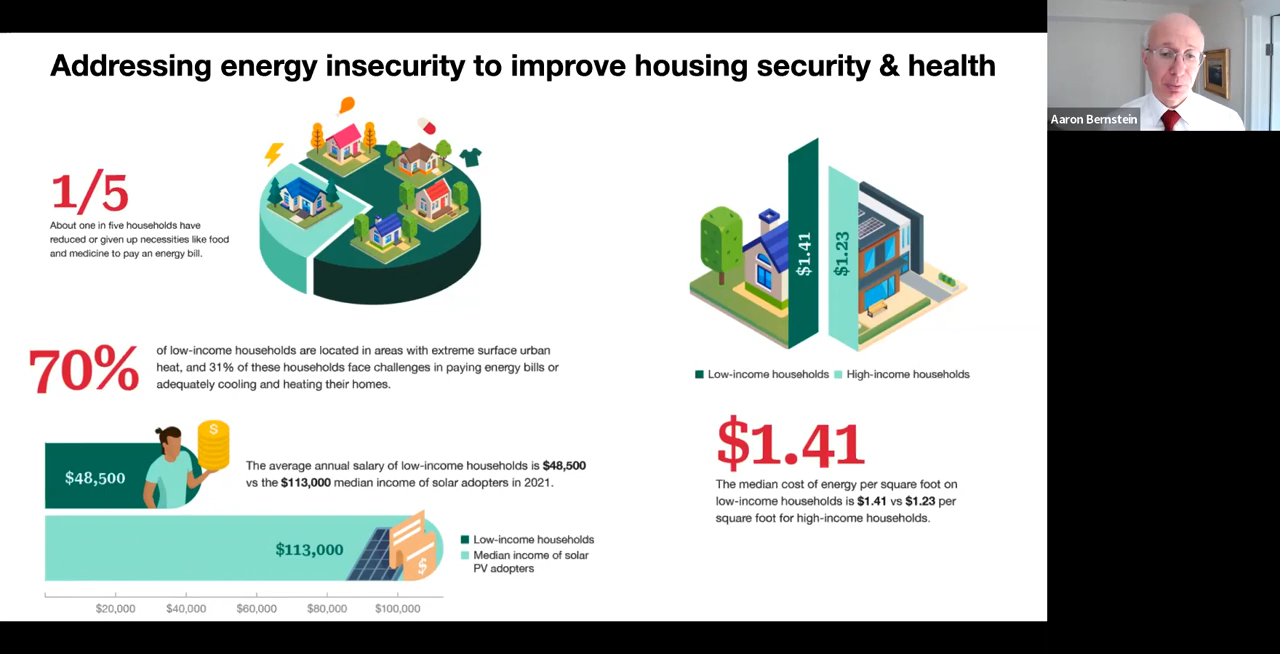 Addressing energy insecurity to improve housing security & health
Aaron Bernstein
1/5
About one in five households have
reduced or given up necessities like food
and medicine to pay an energy bill.
$1.41
$1.23
Low-income households
High-income households
70%
of low-income households are located in areas with extreme surface urban
heat, and 31% of these households face challenges in paying energy bills or
adequately cooling and heating their homes.
$1.41
The median cost of energy per square foot on
low-income households is $1.41 vs $1.23 per
square foot for high-income households.
$
$48,500
The average annual salary of low-income households is $48,500
vs the $113,000 median income of solar adopters in 2021.
$113,000
$
Low-income households
Median income of solar
PV adopters
$20,000
$40,000
$60,000
$80,000
$100,000